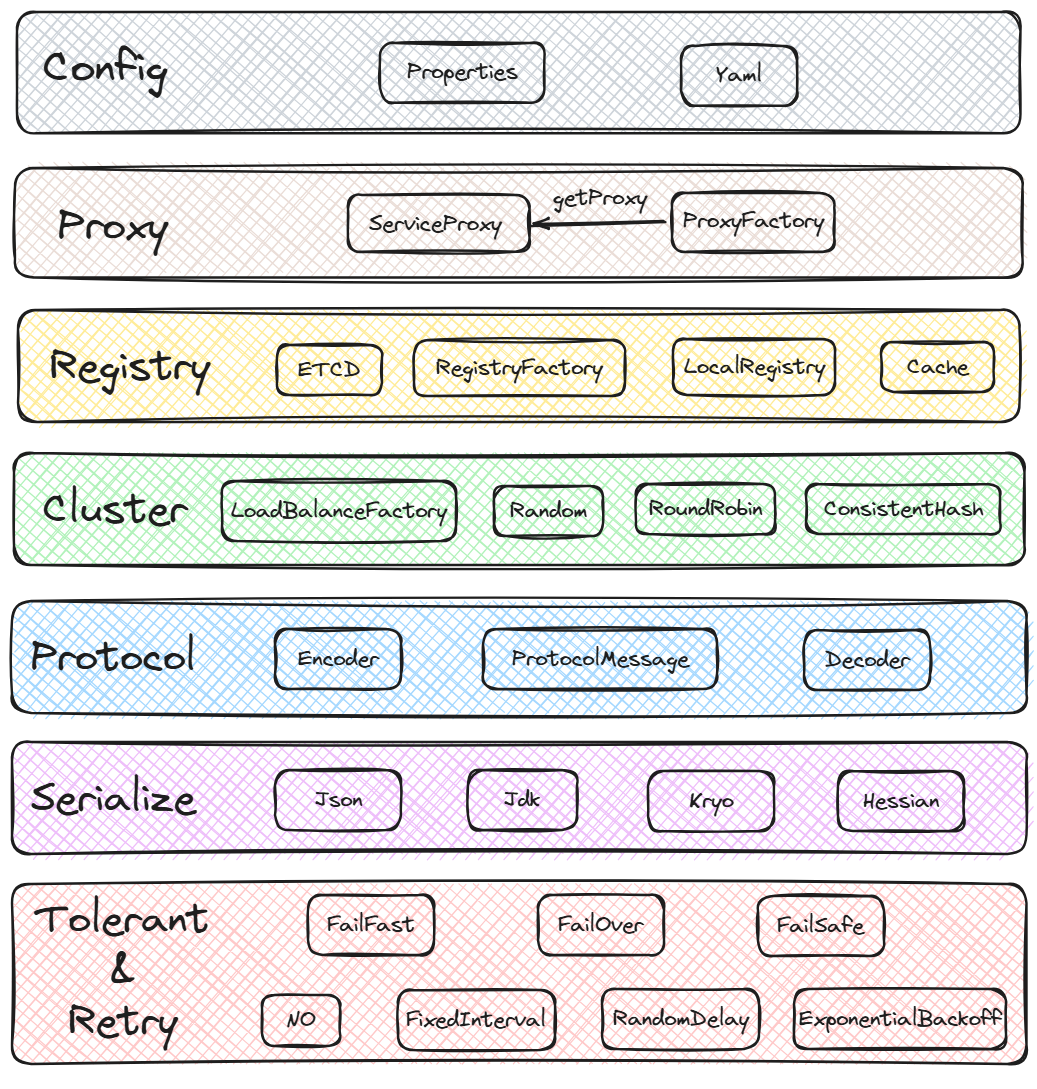 Config
Properties
Yaml
Proxy
ServiceProxy
getProxy
ProxyFactory
Registry
ETCD
RegistryFactory
LocalRegistry
Cache
Cluster
LoadBalanceFactory
Random
RoundRobin
ConsistentHash
Protocol
Encoder
ProtocolMessage
Decoder
Serialize
Json
Jdk
Kryo
Hessian
Tolerant
&
Retry
FailFast
FailOver
FailSafe
NO
FixedInterval
RandomDelay
ExponentialBackoff